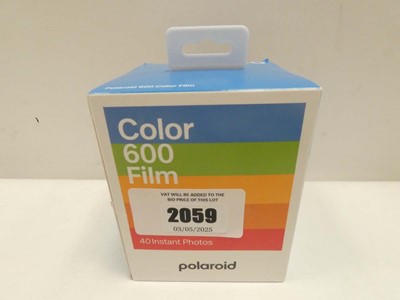 Polaroid 600 Color Film
Color
600
Film
VAT WILL BE ADDED TO THE
BID PRICE OF THIS LOT
2059
03/05/2025
40 Instant Photos
polaroid